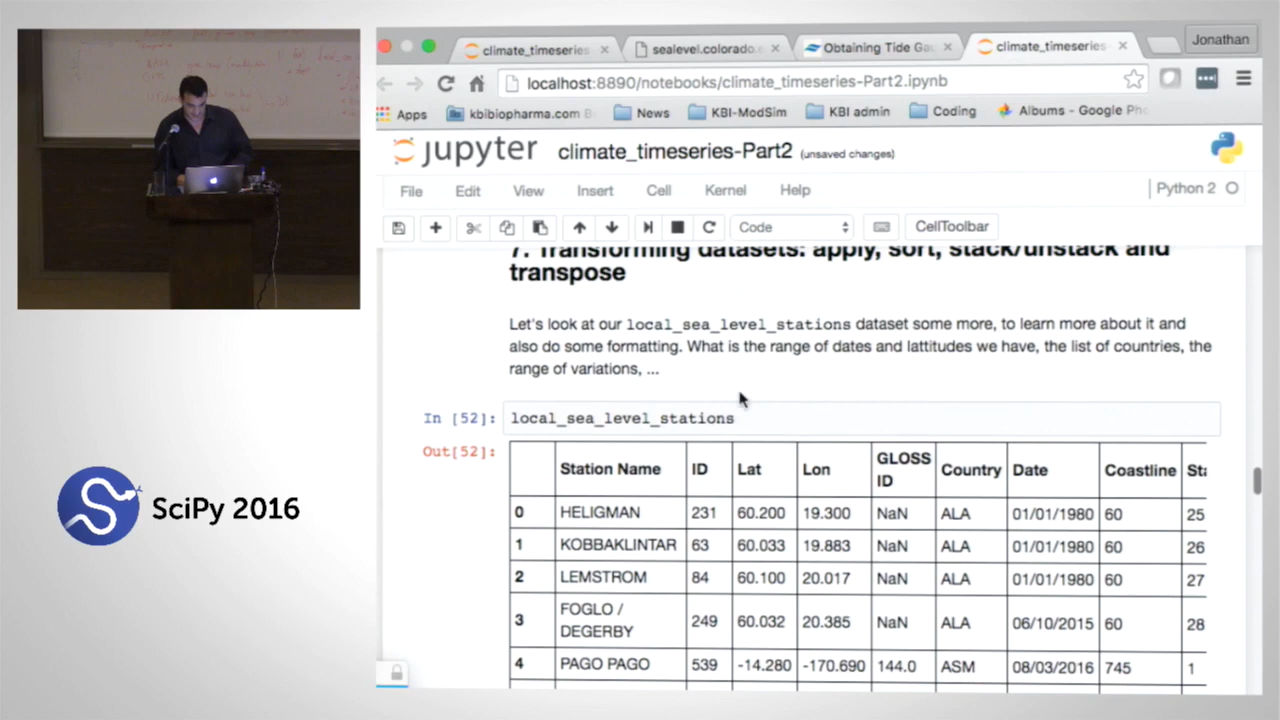 climate_timeseries
sealevel.colorado.
Obtaining Tide Gau
climate_timeseries-
Jonathan
localhost:8890/notebooks/climate_timeseries-Part2.ipynb
Apps
kbibiopharma.com B
News
KBI-ModSim
KBI admin
Coding
Albums - Google Pho
jupyter
climate_timeseries-Part2 (unsaved changes)
File Edit View Insert Cell Kernel Help
Python 2
Code
CellToolbar
7. Transforming datasets: apply, sort, stack/unstack and
transpose
Let's look at our local_sea_level_stations dataset some more, to learn more about it and
also do some formatting. What is the range of dates and lattitudes we have, the list of countries, the
range of variations, ...
In [52]: local_sea_level_stations
Out[52]:
Station Name ID Lat Lon GLOSS ID Country Date Coastline Sta
0 HELIGMAN 231 60.200 19.300 NaN ALA 01/01/1980 60 25
1 KOBBAKLINTAR 63 60.033 19.883 NaN ALA 01/01/1980 60 26
2 LEMSTROM 84 60.100 20.017 NaN ALA 01/01/1980 60 27
3 FOGLO / DEGERBY 249 60.032 20.385 NaN ALA 06/10/2015 60 28
4 PAGO PAGO 539 -14.280 -170.690 144.0 ASM 08/03/2016 745 1
SciPy 2016